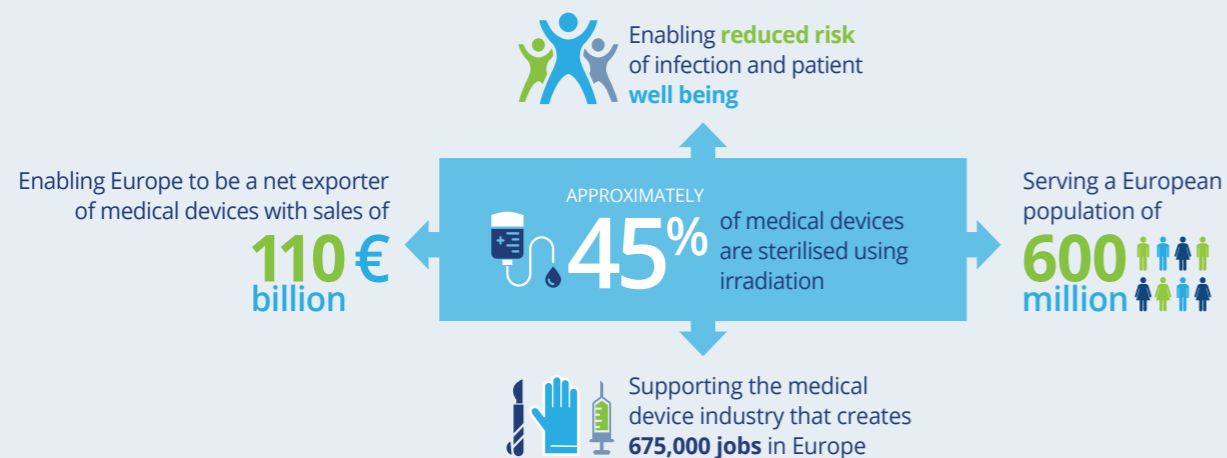 Enabling reduced risk
of infection and patient
well being
Enabling Europe to be a net exporter
of medical devices with sales of
110 €
billion
APPROXIMATELY
45%
of medical devices
are sterilised using
irradiation
Serving a European
population of
600
million
Supporting the medical
device industry that creates
675,000 jobs in Europe